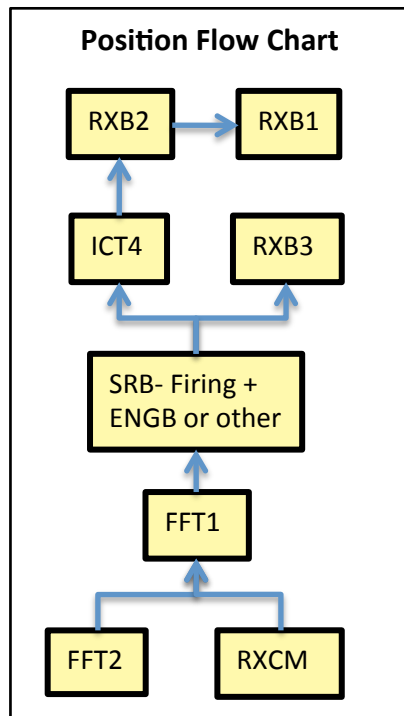 Position Flow Chart
RXB2
RXB1
ICT4
RXB3
SRB- Firing +
ENGB or other
FFT1
FFT2
RXCM